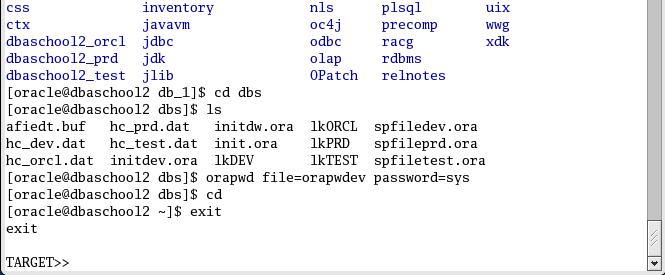 css inventory nls plsql uix
ctx javavm oc4j precomp wwg
dbaschool2_orcl jdbc odbc racg xdk
dbaschool2_prd jdk olap rdbms
dbaschool2_test jlib OPatch relnotes
[oracle@dbaschool2 db_1]$ cd dbs
[oracle@dbaschool2 dbs]$ ls
afiedt.buf hc_prd.dat initdw.ora lkORCL spfiledev.ora
hc_dev.dat hc_test.dat init.ora lkPRD spfileprd.ora
hc_orcl.dat initdev.ora lkDEV lkTEST spfiletest.ora
[oracle@dbaschool2 dbs]$ orapwd file=orapwdev password=sys
[oracle@dbaschool2 dbs]$ cd
[oracle@dbaschool2 ~]$ exit
exit
TARGET>>